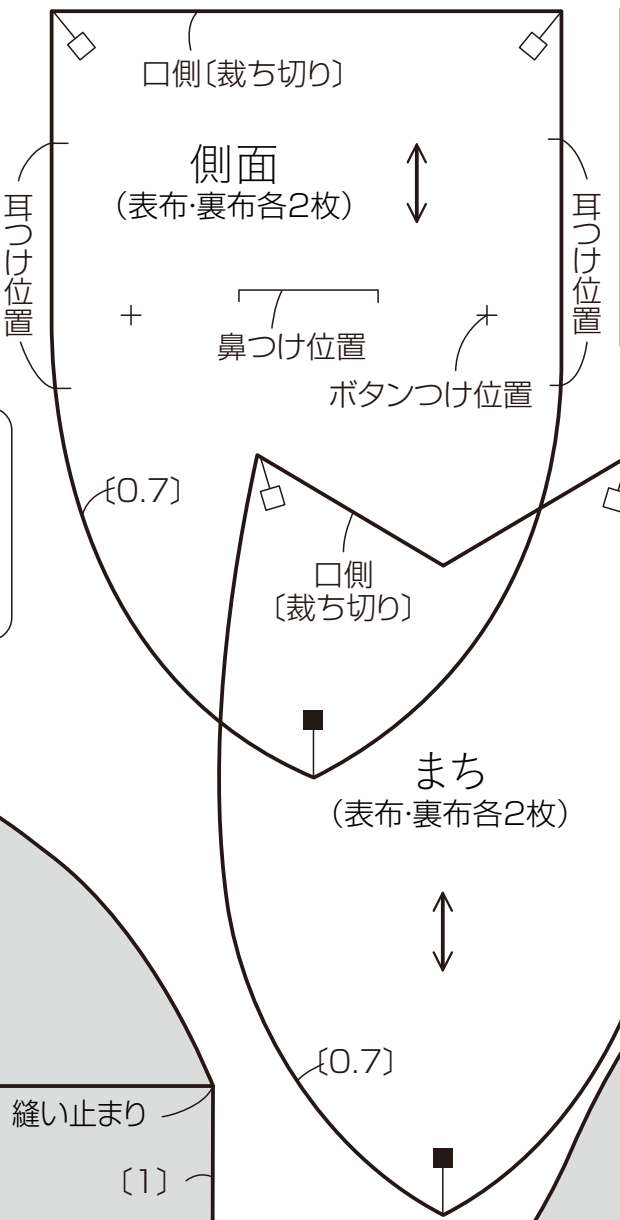 口側〔裁ち切り〕
側面
(表布・裏布各2枚)
耳つけ位置
耳つけ位置
鼻つけ位置
ボタンつけ位置
〔0.7〕
口側
〔裁ち切り〕
まち
(表布・裏布各2枚)
〔0.7〕
縫い止まり
〔1〕